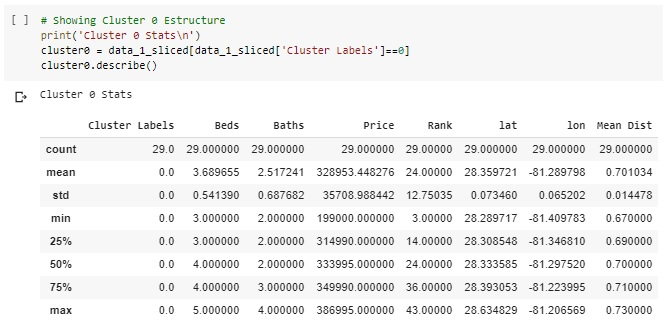 [ ] # Showing Cluster 0 Estructure
print('Cluster 0 Stats\n')
cluster0 = data_1_sliced[data_1_sliced['Cluster Labels']==0]
cluster0.describe()
Cluster 0 Stats
Cluster Labels Beds Baths Price Rank lat lon Mean Dist
count 29.0 29.000000 29.000000 29.000000 29.00000 29.000000 29.000000 29.000000
mean 0.0 3.689655 2.517241 328953.448276 24.00000 28.359721 -81.289798 0.701034
std 0.0 0.541390 0.687682 35708.988442 12.75035 0.073460 0.065202 0.014478
min 0.0 3.000000 2.000000 199000.000000 3.00000 28.289717 -81.409783 0.670000
25% 0.0 3.000000 2.000000 314990.000000 14.00000 28.308548 -81.346810 0.690000
50% 0.0 4.000000 2.000000 333995.000000 24.00000 28.333585 -81.297520 0.700000
75% 0.0 4.000000 3.000000 349990.000000 36.00000 28.393053 -81.223995 0.710000
max 0.0 5.000000 4.000000 386995.000000 43.00000 28.634829 -81.206569 0.730000